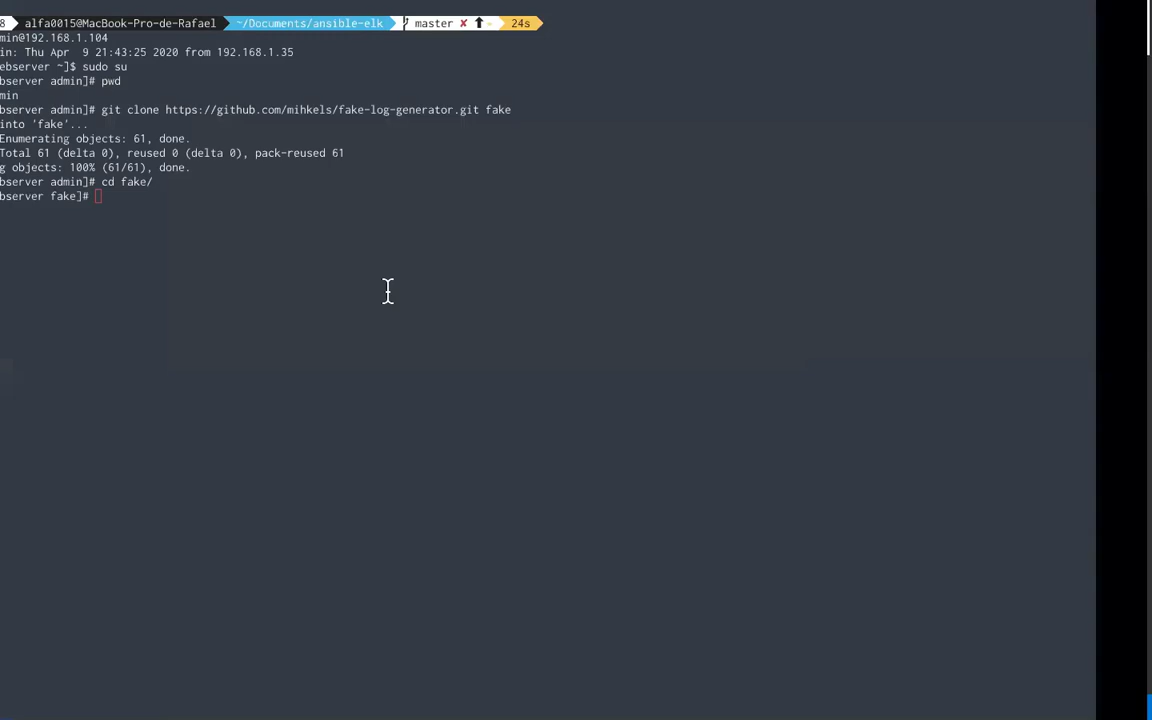 8 alfa0015@MacBook-Pro-de-Rafael ~/Documents/ansible-elk master ✘ ⬆ 24s
min@192.168.1.104
in: Thu Apr  9 21:43:25 2020 from 192.168.1.35
ebserver ~]$ sudo su
bserver admin]# pwd
min
bserver admin]# git clone https://github.com/mihkels/fake-log-generator.git fake
into 'fake'...
Enumerating objects: 61, done.
Total 61 (delta 0), reused 0 (delta 0), pack-reused 61
g objects: 100% (61/61), done.
bserver admin]# cd fake/
bserver fake]#